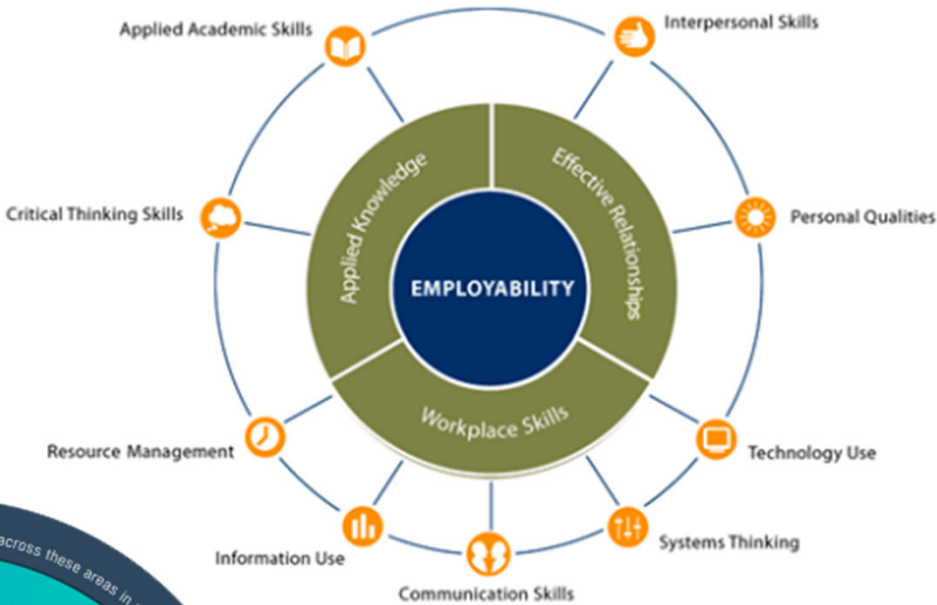 Applied Academic Skills
Interpersonal Skills
Critical Thinking Skills
Personal Qualities
Applied Knowledge
Effective Relationships
EMPLOYABILITY
Workplace Skills
Resource Management
Technology Use
Information Use
Systems Thinking
Communication Skills
across these areas in